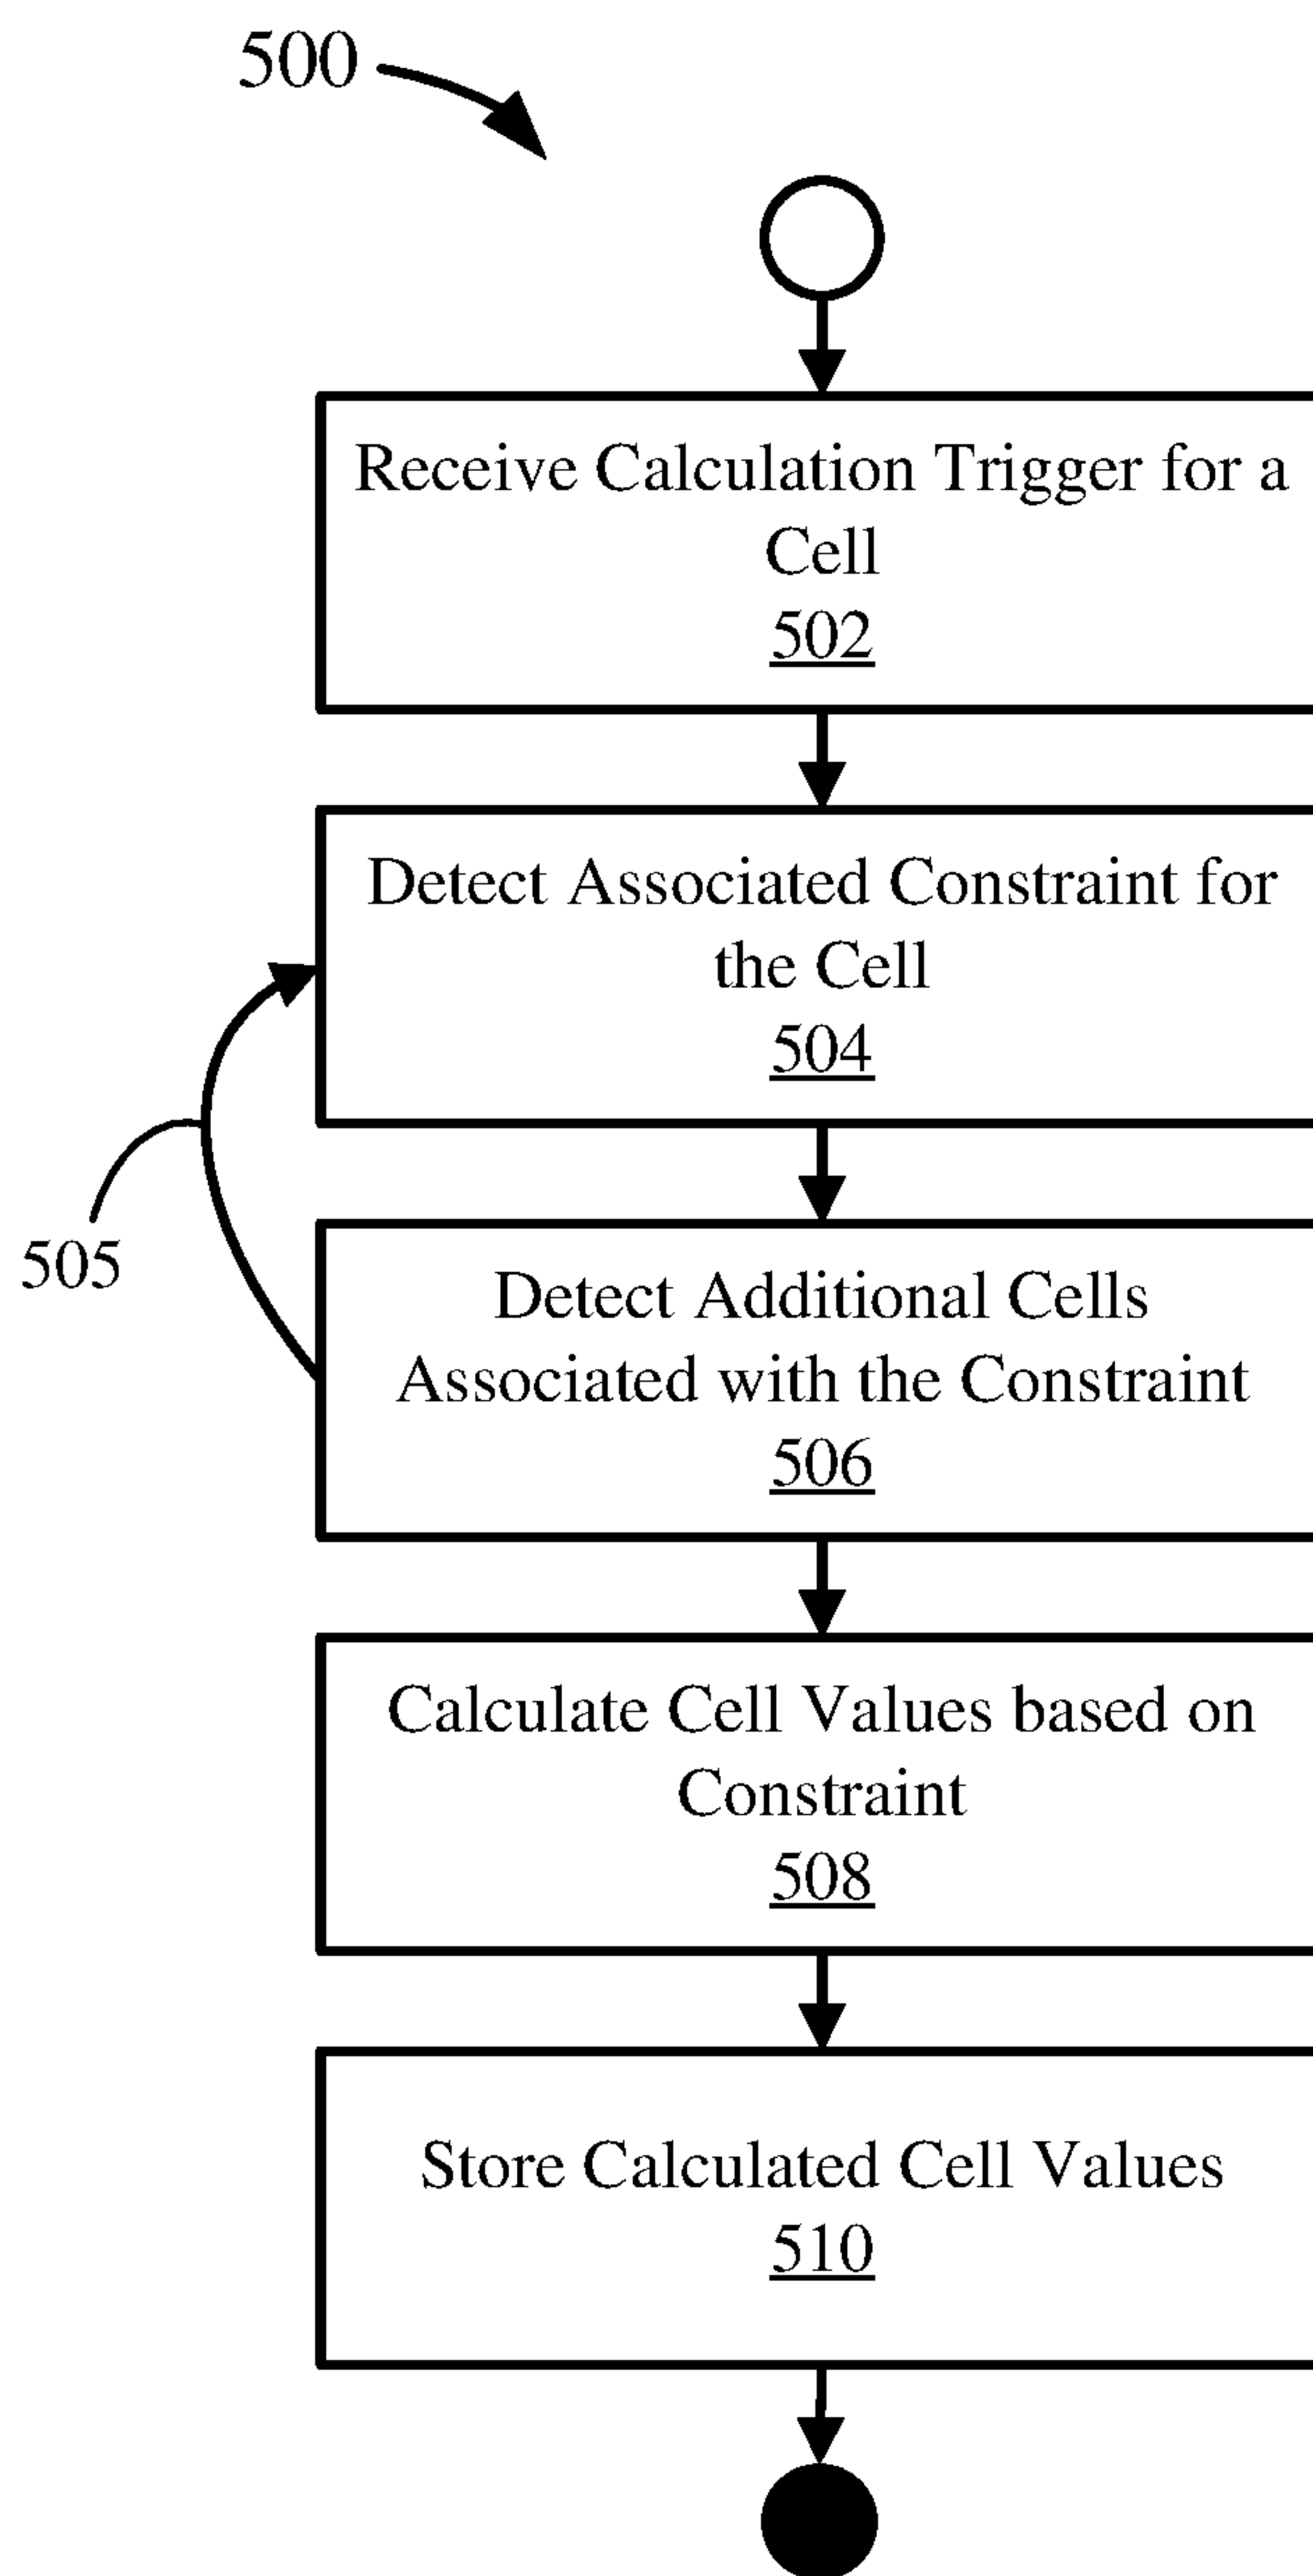 500
Receive Calculation Trigger for a
Cell
502
Detect Associated Constraint for
the Cell
504
505
Detect Additional Cells
Associated with the Constraint
506
Calculate Cell Values based on
Constraint
508
Store Calculated Cell Values
510